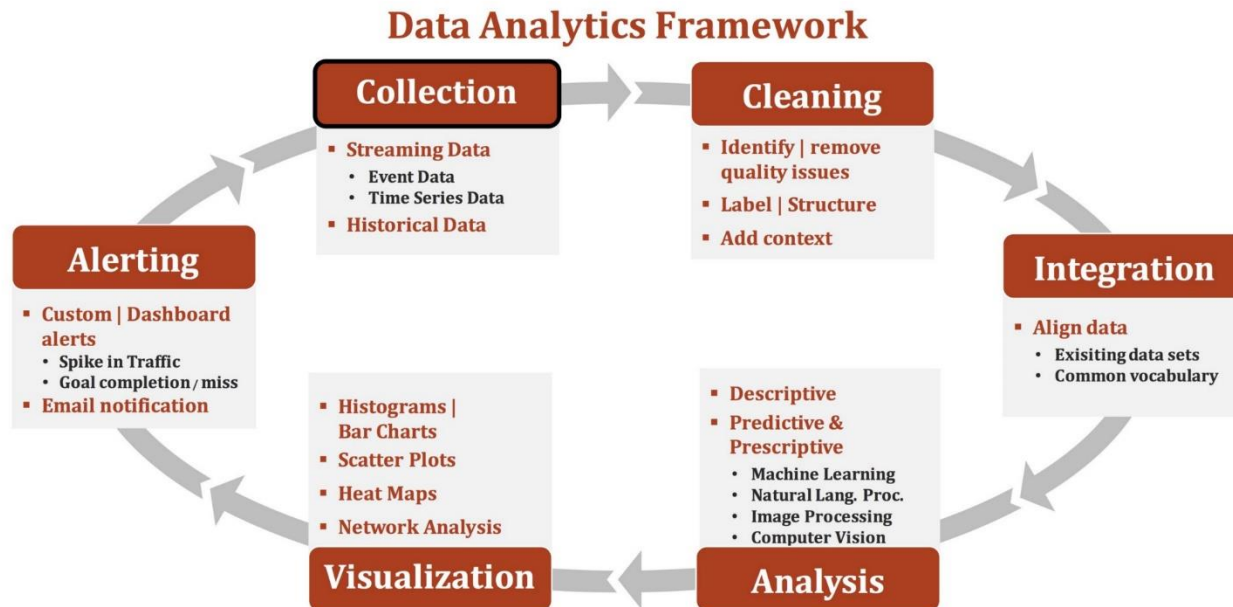 Data Analytics Framework
Collection
▪ Streaming Data
• Event Data
• Time Series Data
▪ Historical Data
Cleaning
▪ Identify | remove
quality issues
▪ Label | Structure
▪ Add context
Integration
▪ Align data
• Exisiting data sets
• Common vocabulary
▪ Descriptive
▪ Predictive &
Prescriptive
• Machine Learning
• Natural Lang. Proc.
• Image Processing
• Computer Vision
Analysis
▪ Histograms |
Bar Charts
▪ Scatter Plots
▪ Heat Maps
▪ Network Analysis
Visualization
Alerting
▪ Custom | Dashboard
alerts
• Spike in Traffic
• Goal completion / miss
▪ Email notification